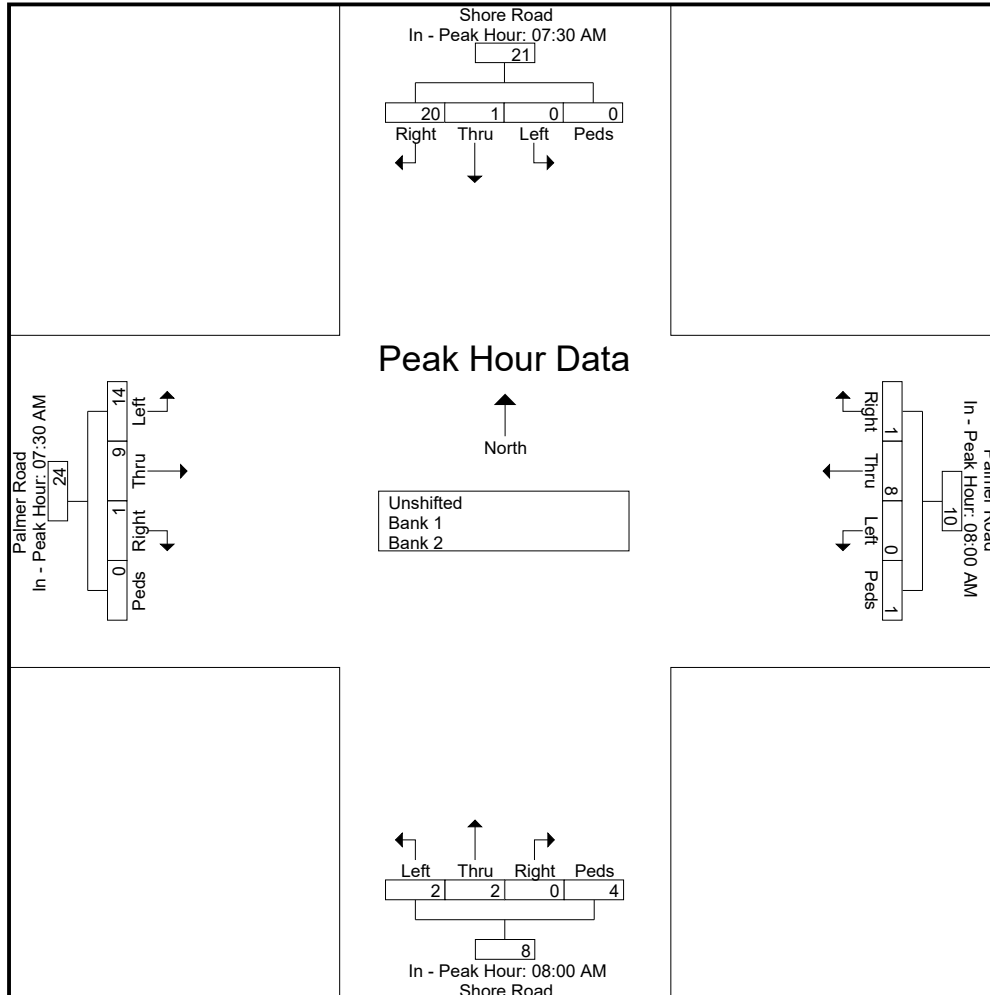 Shore Road
In - Peak Hour: 07:30 AM
21
20 1 0 0
Right Thru Left Peds
Peak Hour Data
North
Unshifted
Bank 1
Bank 2
Palmer Road
In - Peak Hour: 07:30 AM
24
14 9 1 0
Left Thru Right Peds
Palmer Road
In - Peak Hour: 08:00 AM
10
1 8 0 1
Right Thru Left Peds
Left Thru Right Peds
2 2 0 4
8
In - Peak Hour: 08:00 AM
Shore Road